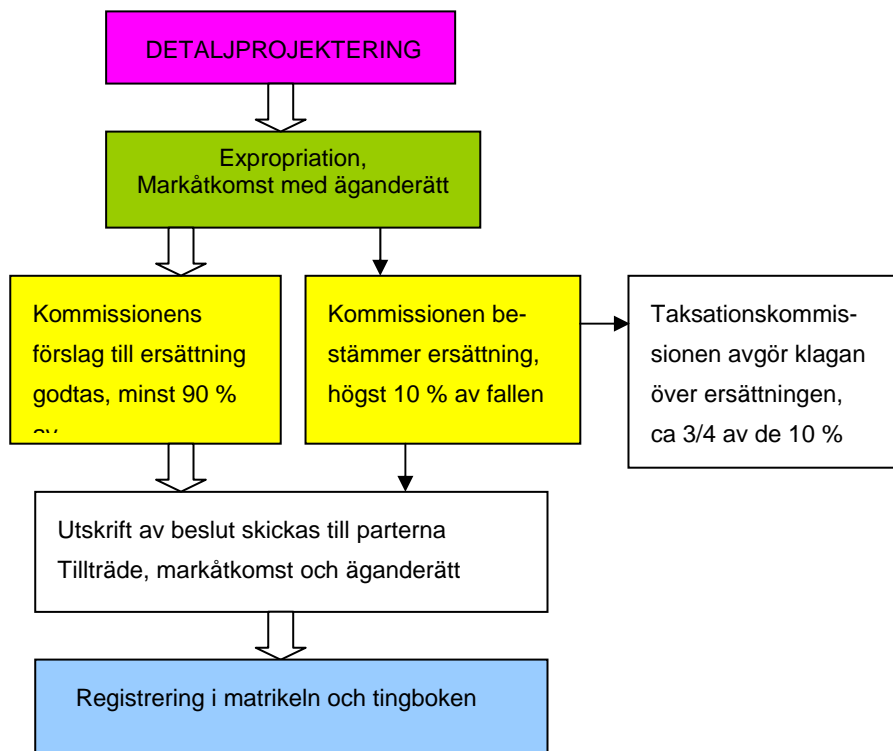 DETALJPROJEKTERING
Expropriation,
Markåtkomst med äganderätt
Kommissionens
förslag till ersättning
godtas, minst 90 %
Kommissionen be-
stämmer ersättning,
högst 10 % av fallen
Taksationskommis-
sionen avgör klagan
över ersättningen,
ca 3/4 av de 10 %
Utskrift av beslut skickas till parterna
Tillträde, markåtkomst och äganderätt
Registrering i matrikeln och tingboken